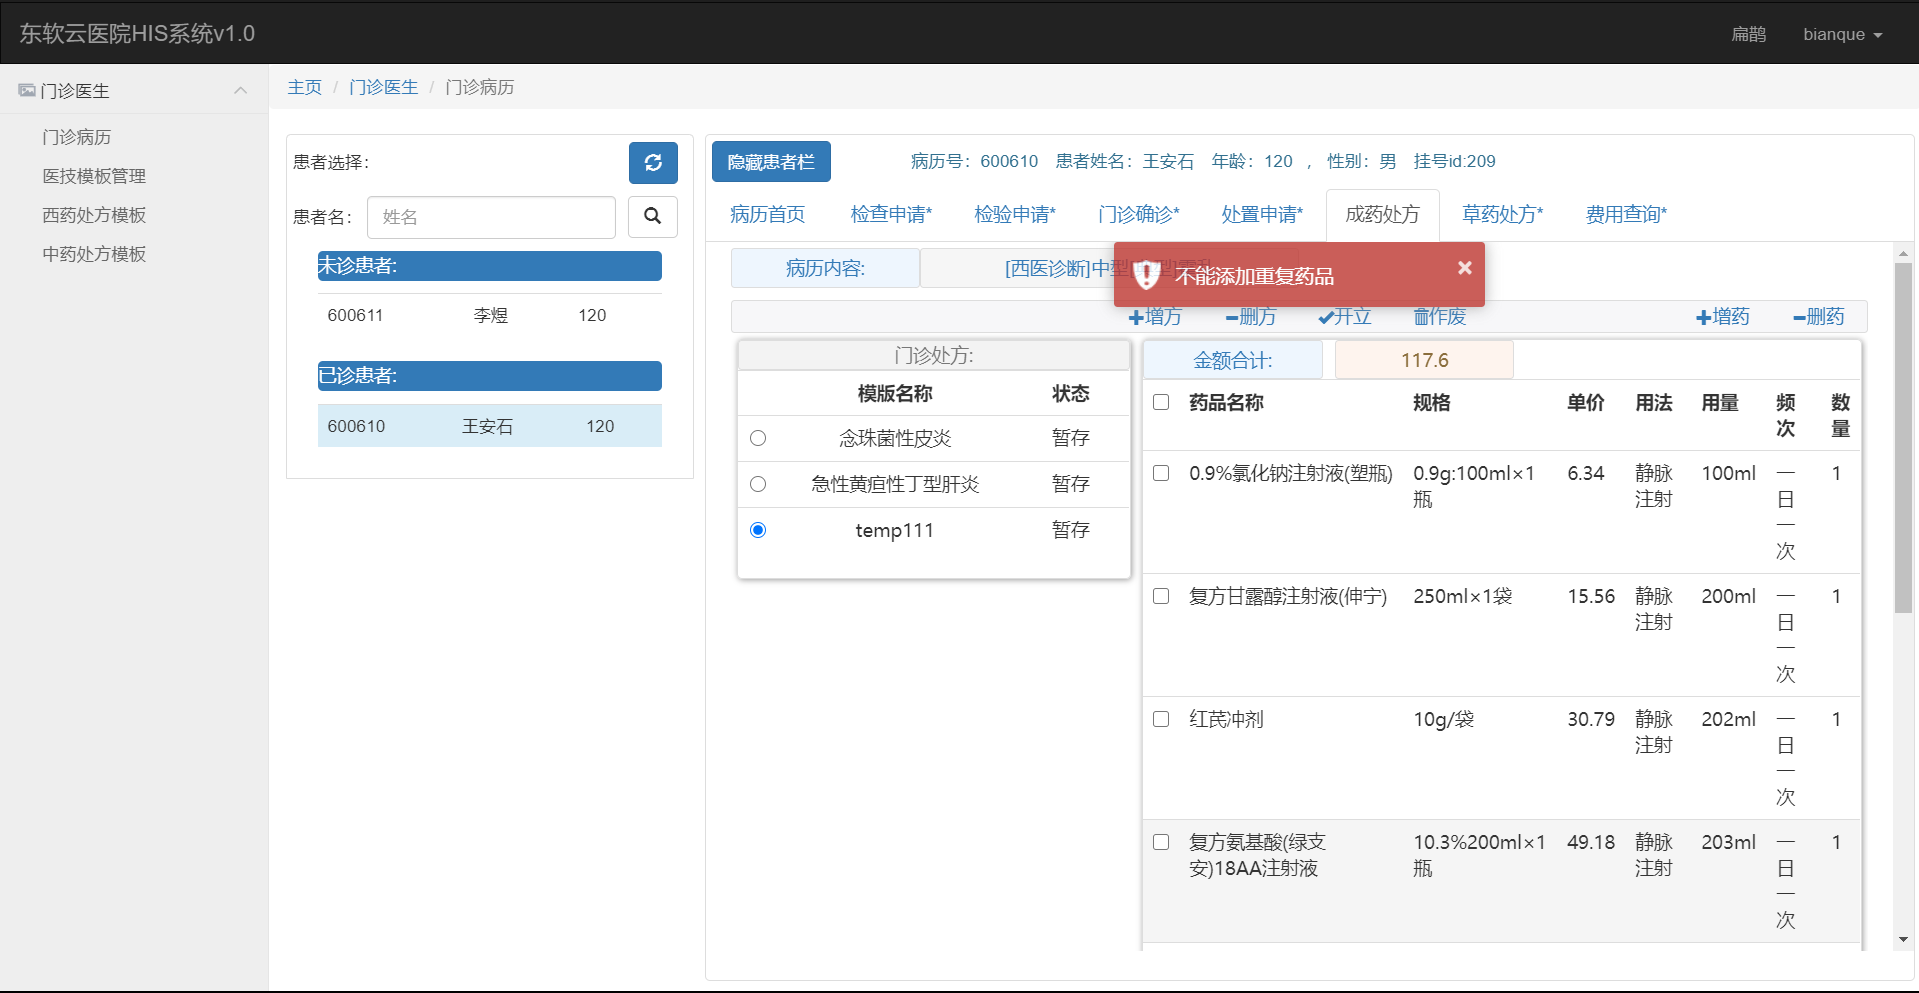 东软云医院HIS系统v1.0
扁鹊 bianque
门诊医生
门诊病历
医技模板管理
西药处方模板
中药处方模板
主页 / 门诊医生 / 门诊病历
患者选择：
患者名： 姓名
未诊患者:
600611 李煜 120
已诊患者:
600610 王安石 120
隐藏患者栏
病历号：600610 患者姓名：王安石 年龄：120 ， 性别：男 挂号id:209
病历首页 检查申请* 检验申请* 门诊确诊* 处置申请* 成药处方 草药处方* 费用查询*
病历内容: [西医诊断]中型
不能添加重复药品 ×
增方 删方 开立 作废 增药 删药
门诊处方:
模版名称 状态
念珠菌性皮炎 暂存
急性黄疸性丁型肝炎 暂存
temp111 暂存
金额合计: 117.6
药品名称 规格 单价 用法 用量 频 数
次 量
0.9%氯化钠注射液(塑瓶) 0.9g:100ml×1 6.34 静脉 100ml 一 1
瓶 注射 日
一
次
复方甘露醇注射液(伸宁) 250ml×1袋 15.56 静脉 200ml 一 1
注射 日
一
次
红芪冲剂 10g/袋 30.79 静脉 202ml 一 1
注射 日
一
次
复方氨基酸(绿支 10.3%200ml×1 49.18 静脉 203ml 一 1
安)18AA注射液 瓶 注射 日
一
次